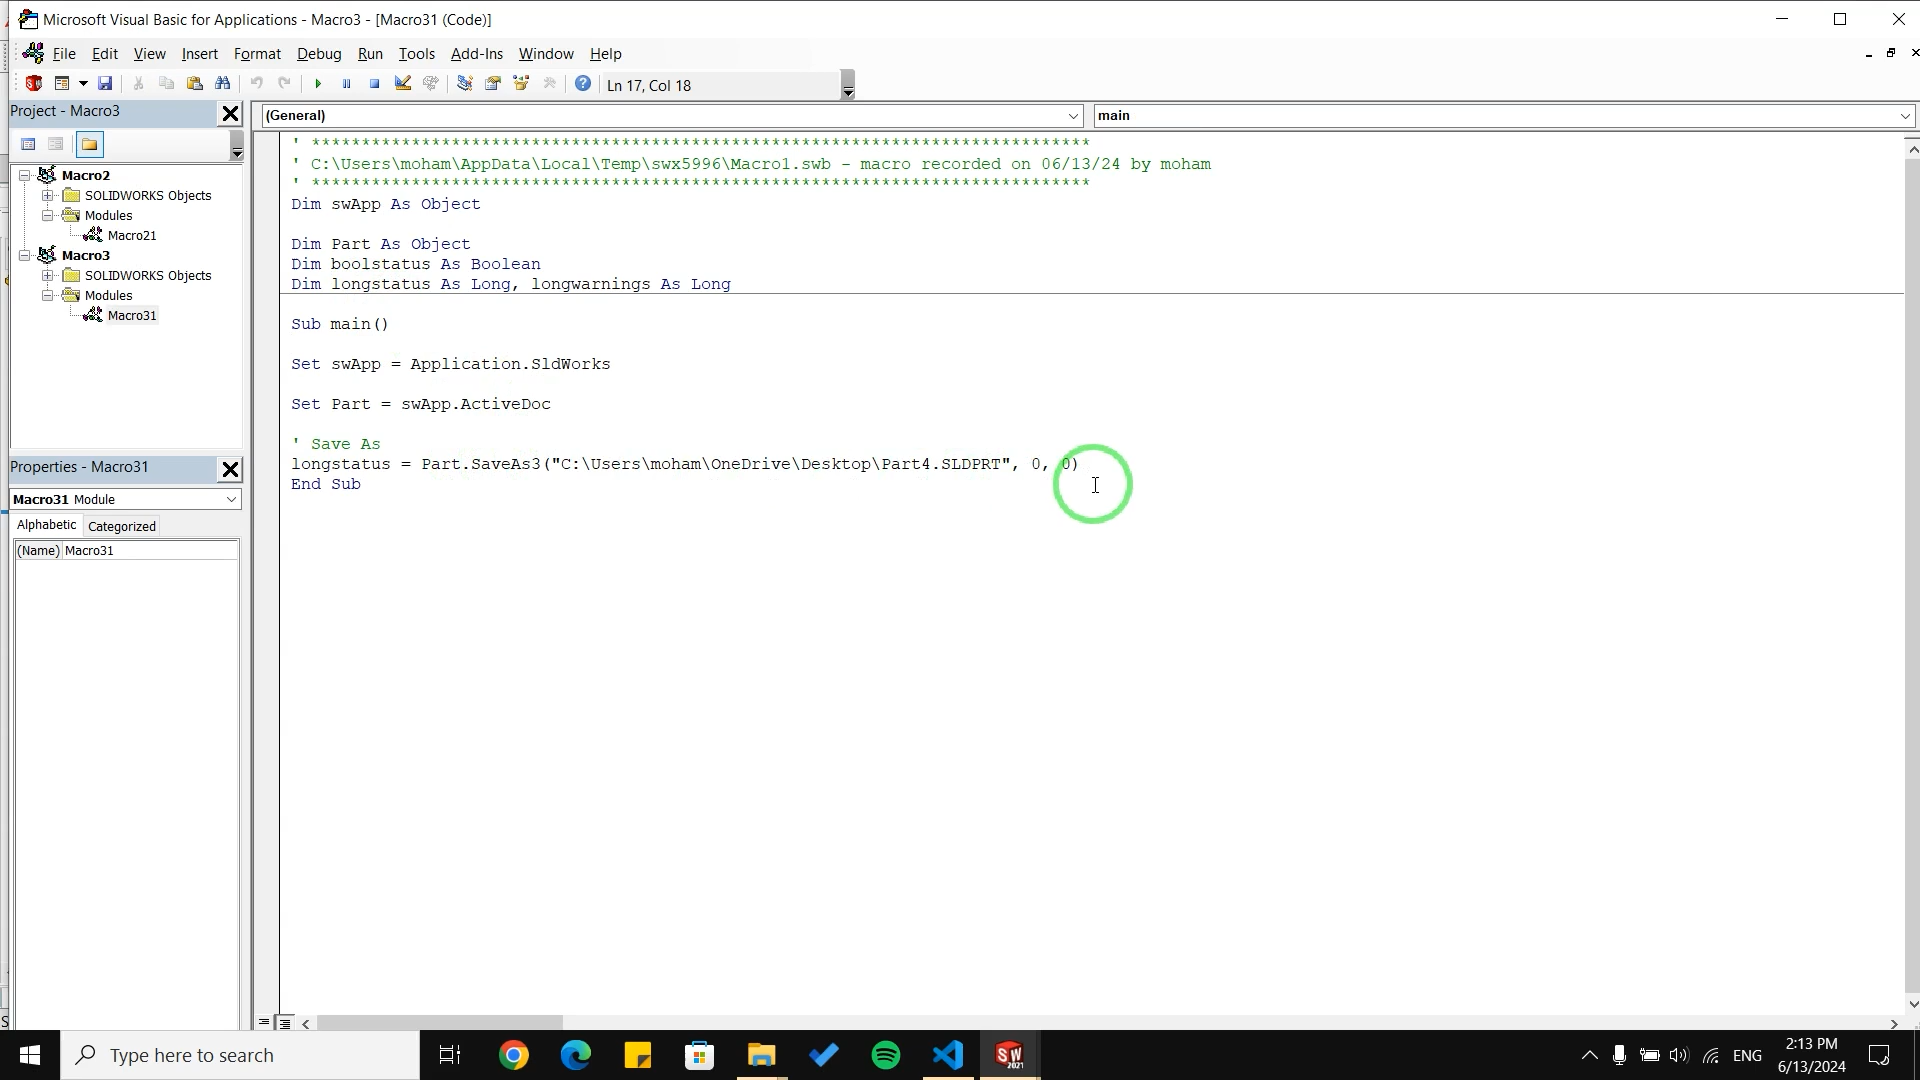 Microsoft Visual Basic for Applications - Macro3 - [Macro31 (Code)]
File Edit View Insert Format Debug Run Tools Add-Ins Window Help
Ln 17, Col 18
Project - Macro3
(General)
main
Macro2
SOLIDWORKS Objects
Modules
Macro21
Macro3
SOLIDWORKS Objects
Modules
Macro31
' ******************************************************************************
' C:\Users\moham\AppData\Local\Temp\swx5996\Macro1.swb - macro recorded on 06/13/24 by moham
' ******************************************************************************
Dim swApp As Object
Dim Part As Object
Dim boolstatus As Boolean
Dim longstatus As Long, longwarnings As Long
Sub main()
Set swApp = Application.SldWorks
Set Part = swApp.ActiveDoc
' Save As
longstatus = Part.SaveAs3("C:\Users\moham\OneDrive\Desktop\Part4.SLDPRT", 0, 0)
End Sub
Properties - Macro31
Macro31 Module
Alphabetic Categorized
(Name) Macro31
Type here to search
SW
2021
ENG
2:13 PM
6/13/2024